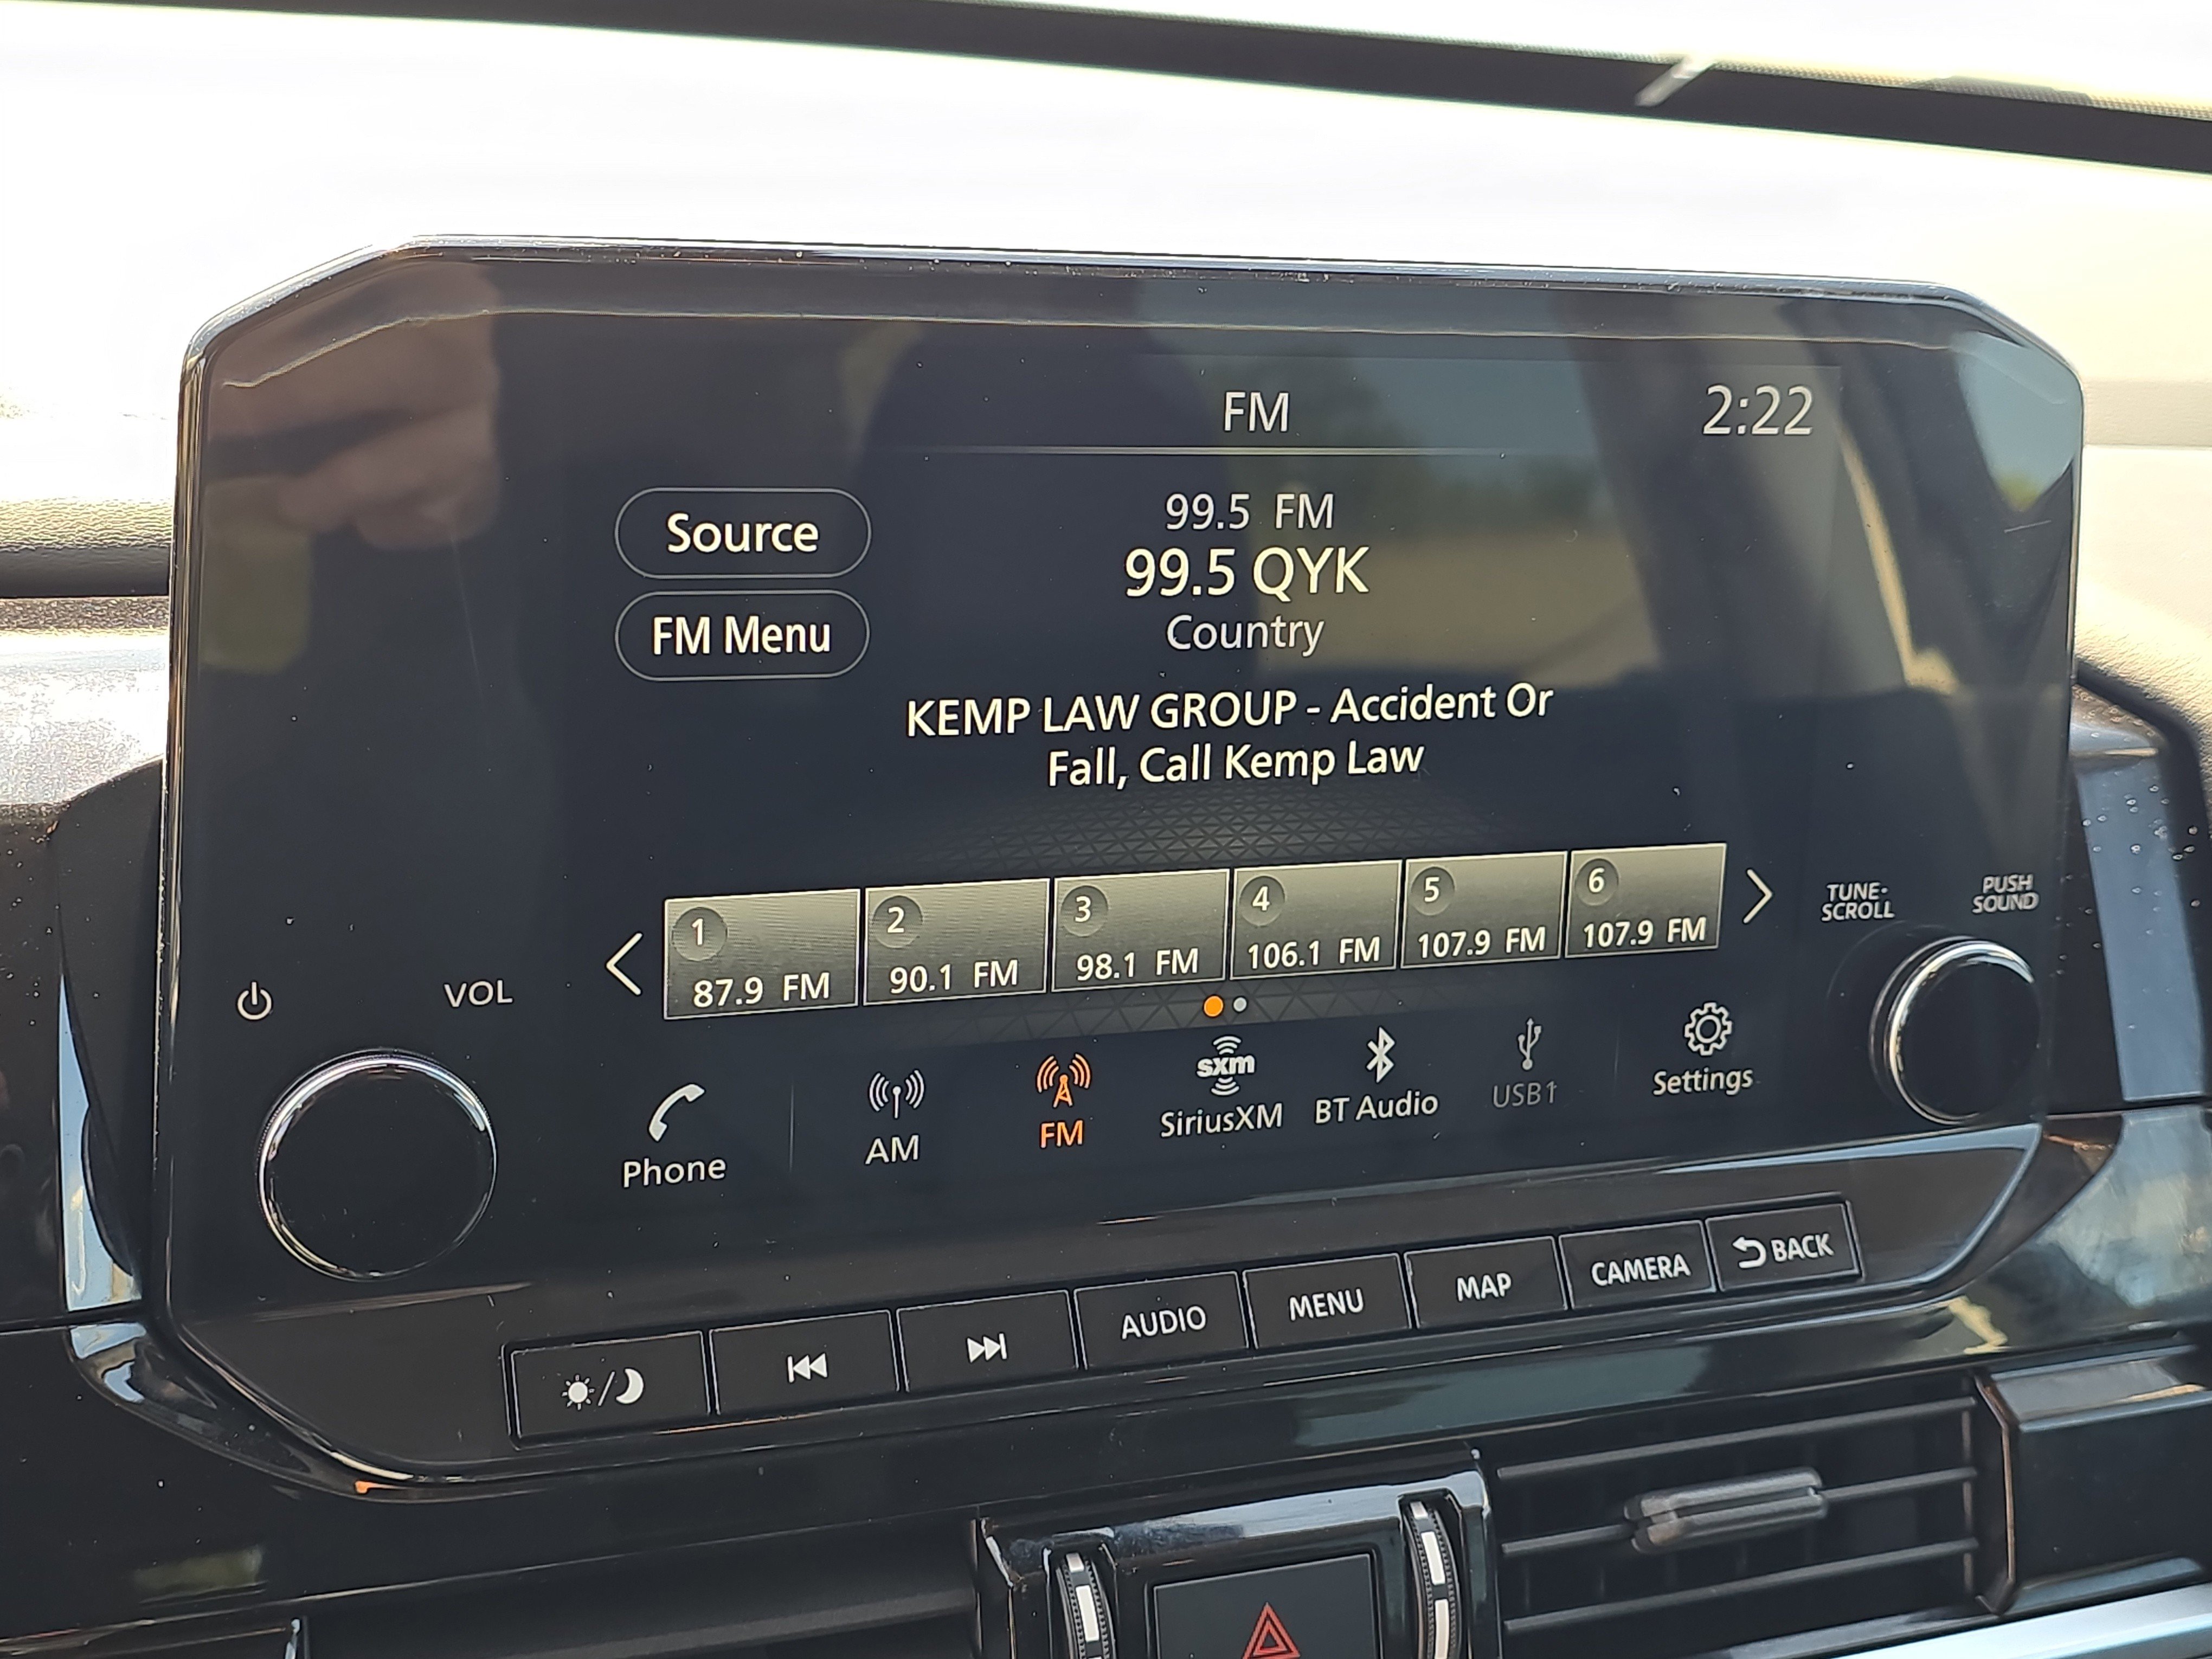 FM
2:22
Source
99.5 FM
99.5 QYK
FM Menu
Country
KEMP LAW GROUP - Accident Or
Fall, Call Kemp Law
1
87.9 FM
2
90.1 FM
3
98.1 FM
4
106.1 FM
5
107.9 FM
6
107.9 FM
VOL
TUNE·
SCROLL
PUSH
SOUND
Phone
AM
FM
sxm
SiriusXM
BT Audio
USB1
Settings
AUDIO
MENU
MAP
CAMERA
BACK